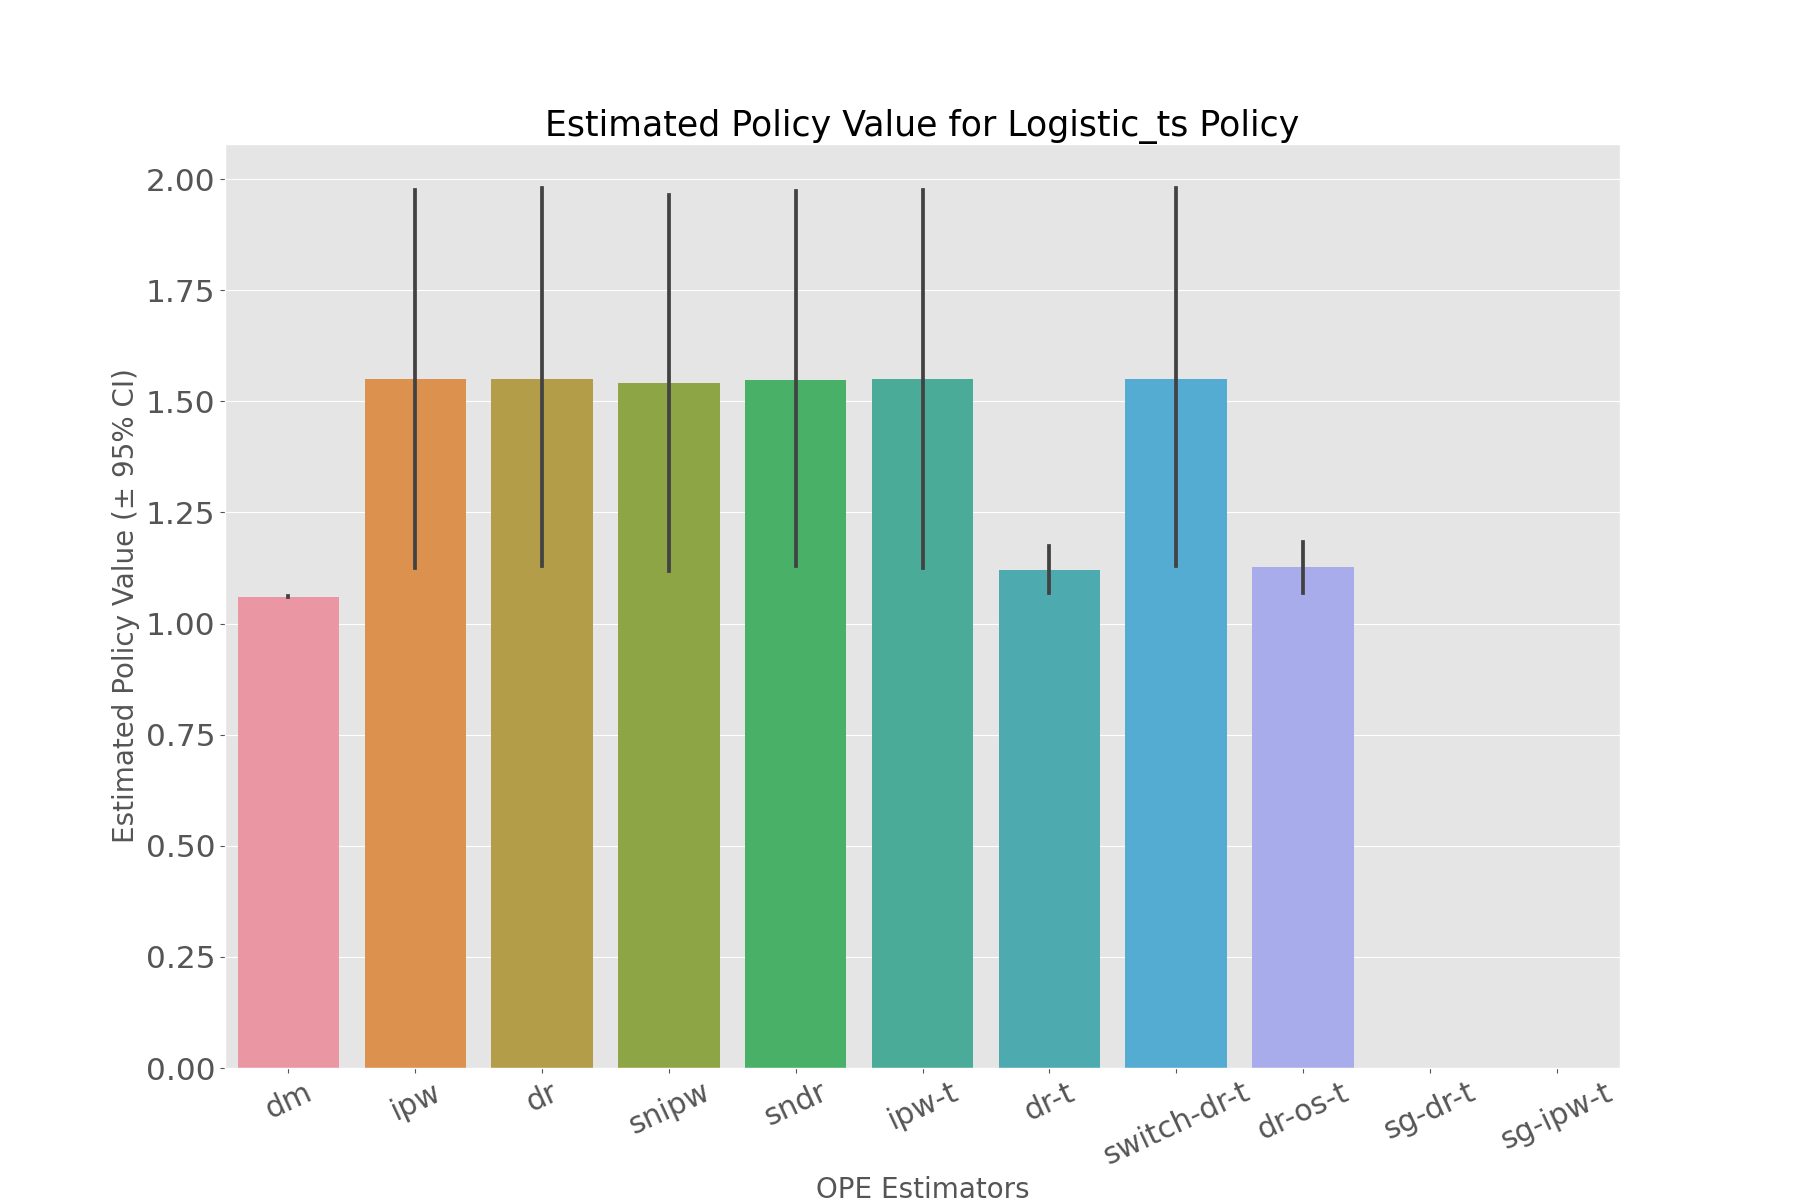 Estimated Policy Value for Logistic_ts Policy
Estimated Policy Value (± 95% CI)
2.00
1.75
1.50
1.25
1.00
0.75
0.50
0.25
0.00
dm
ipw
dr
snipw
sndr
ipw-t
dr-t
switch-dr-t
dr-os-t
sg-dr-t
sg-ipw-t
OPE Estimators